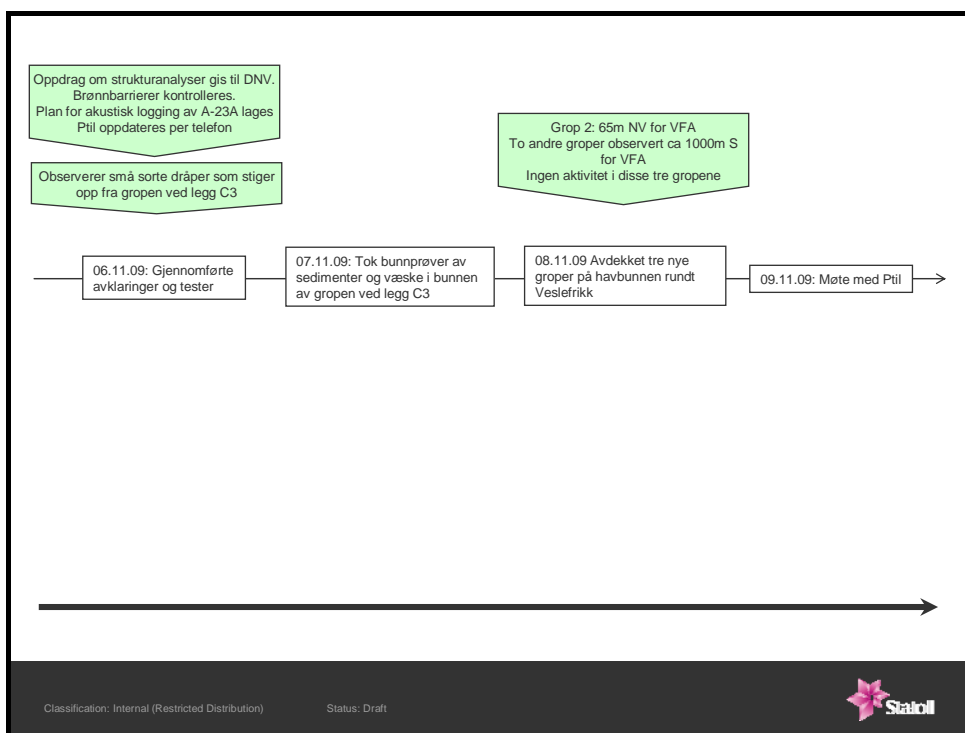 Oppdrag om strukturanalyser gis til DNV.
Brønnbarrierer kontrolleres.
Plan for akustisk logging av A-23A lages
Ptil oppdateres per telefon
Observerer små sorte dråper som stiger
opp fra gropen ved legg C3
Grop 2: 65m NV for VFA
To andre groper observert ca 1000m S
for VFA
Ingen aktivitet i disse tre gropene
06.11.09: Gjennomførte
avklaringer og tester
07.11.09: Tok bunnprøver av
sedimenter og væske i bunnen
av gropen ved legg C3
08.11.09 Avdekket tre nye
groper på havbunnen rundt
Veslefrikk
09.11.09: Møte med Ptil
Classification: Internal (Restricted Distribution)
Status: Draft
Statoil